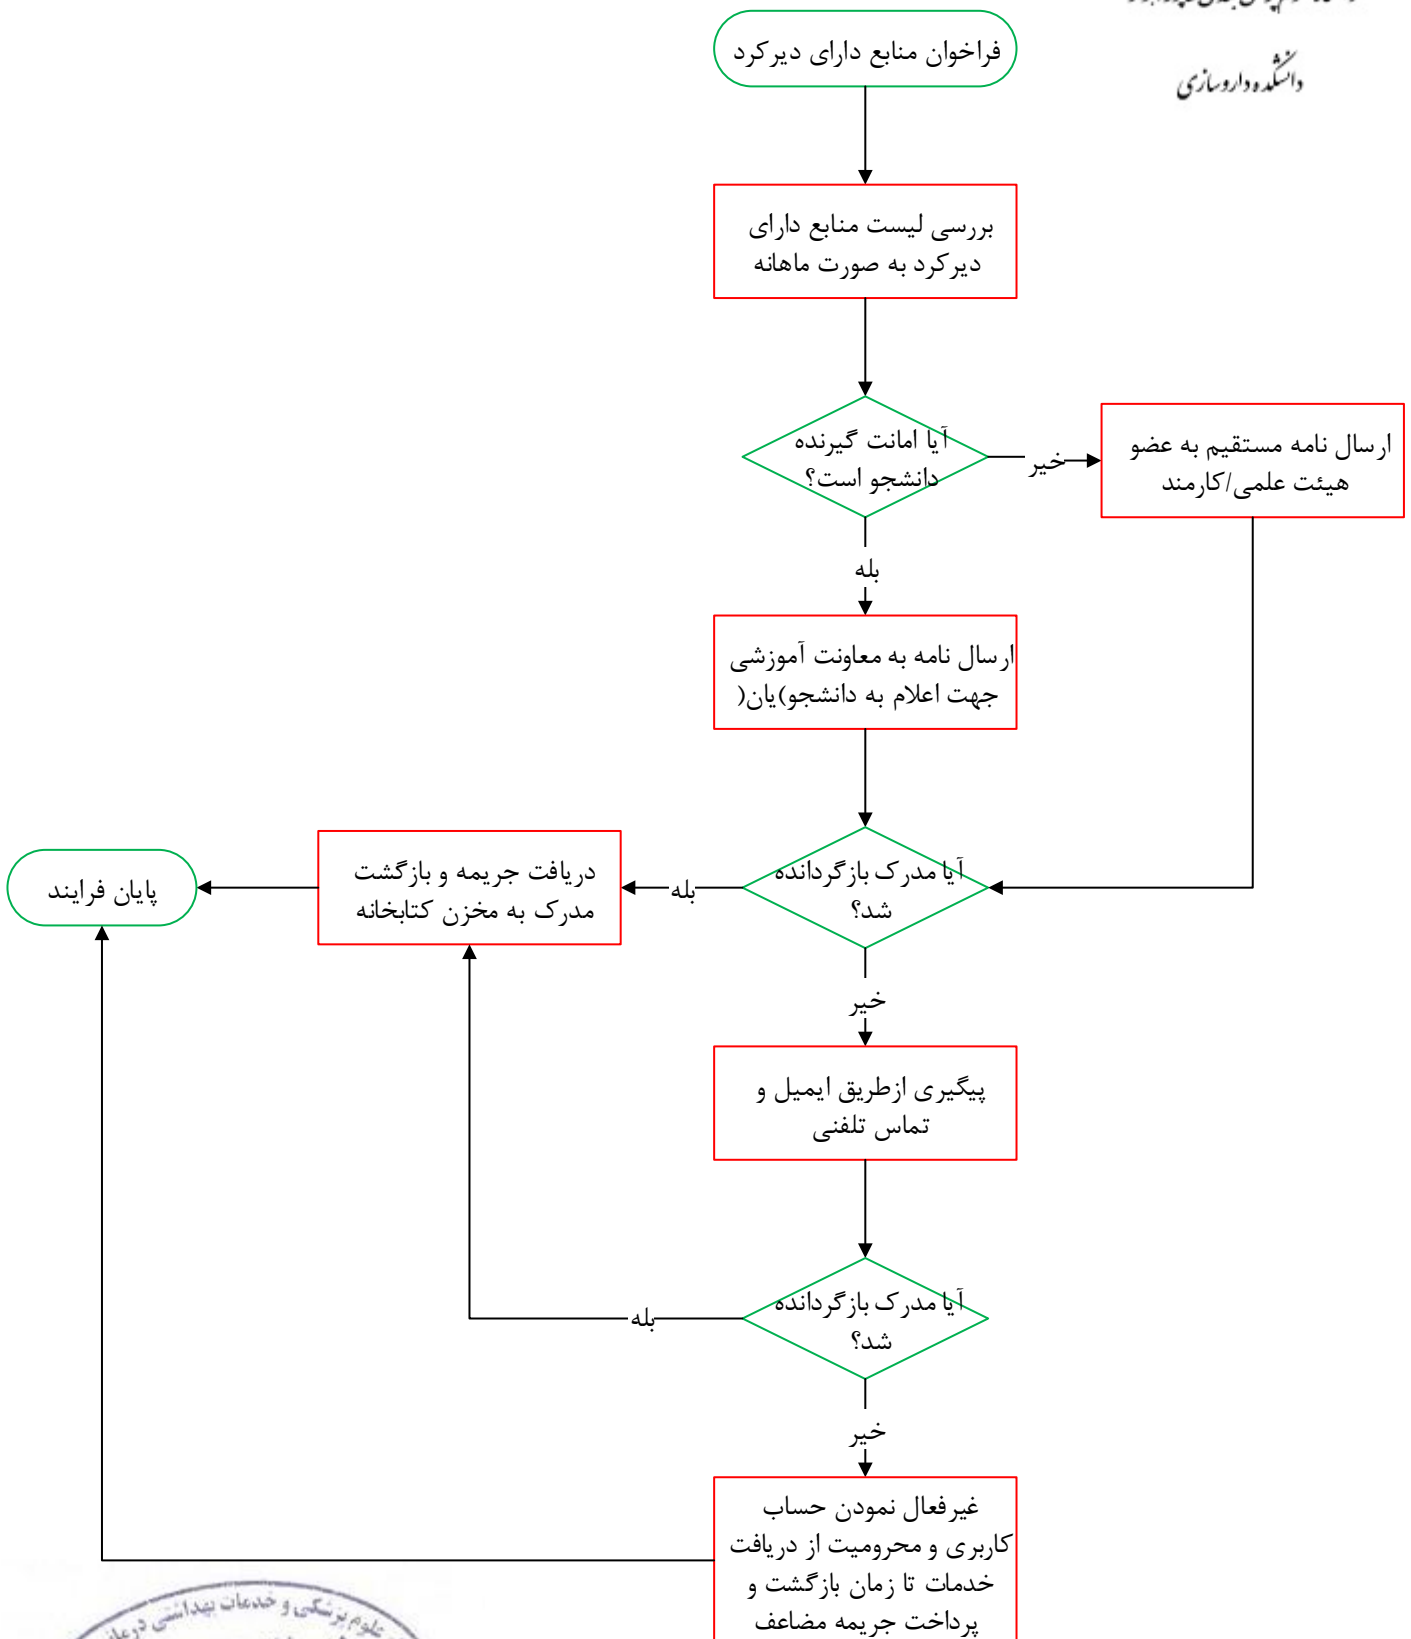 دانشکده داروسازی
فراخوان منابع دارای دیرکرد
بررسی لیست منابع دارای
دیرکرد به صورت ماهانه
آیا امانت گیرنده
دانشجو است؟
خیر
ارسال نامه مستقیم به عضو
هیئت علمی/کارمند
بله
ارسال نامه به معاونت آموزشی
جهت اعلام به دانشجو)یان(
آیا مدرک بازگردانده
شد؟
بله
دریافت جریمه و بازگشت
مدرک به مخزن کتابخانه
پایان فرایند
خیر
پیگیری ازطریق ایمیل و
تماس تلفنی
آیا مدرک بازگردانده
شد؟
بله
خیر
غیرفعال نمودن حساب
کاربری و محرومیت از دریافت
خدمات تا زمان بازگشت و
پرداخت جریمه مضاعف
علوم پزشکی و خدمات بهداشتی